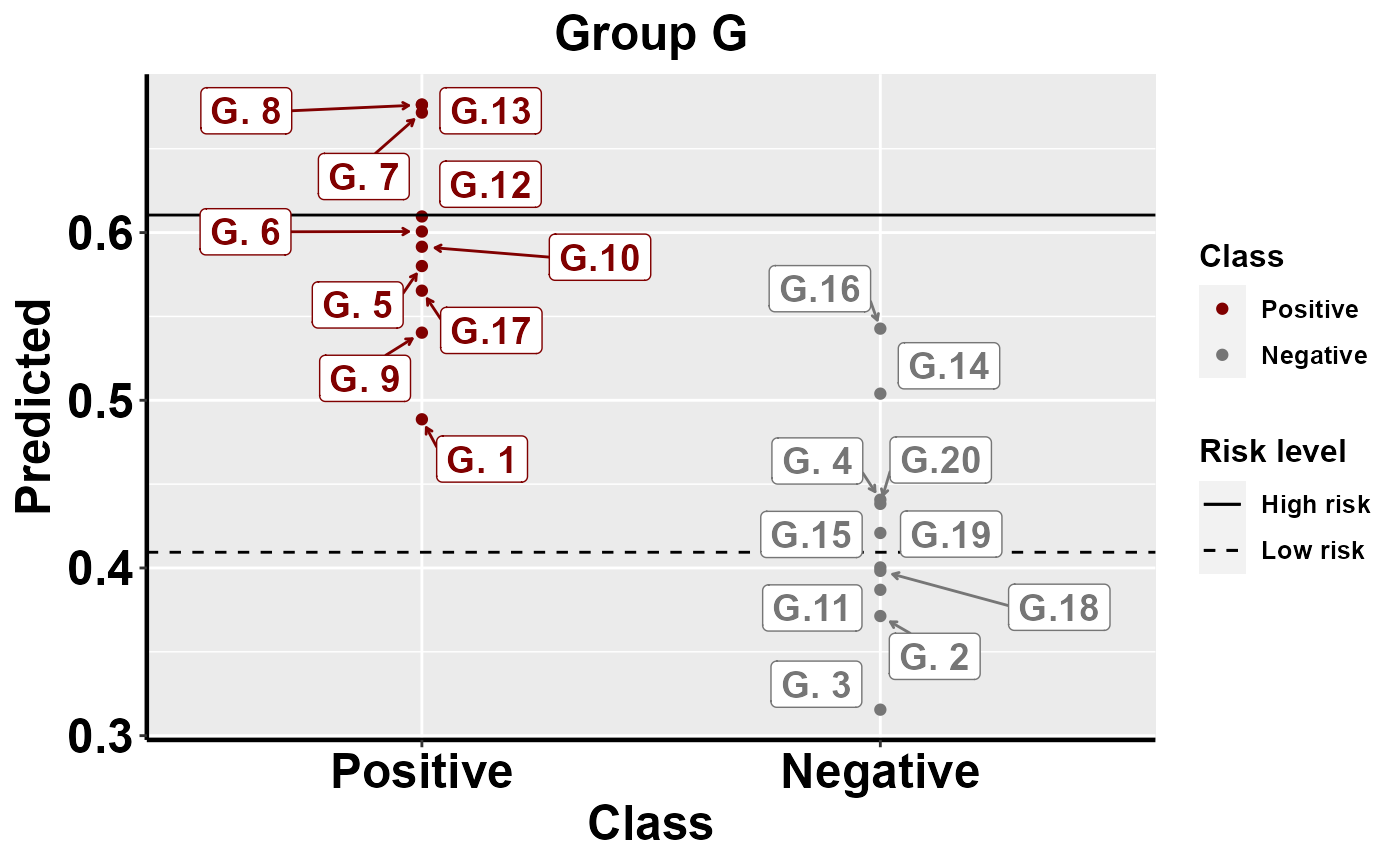 Group G
G. 8
G.13
G. 7
G.12
G. 6
G.10
G. 5
G.17
G. 9
G. 1
G.16
G.14
G. 4
G.20
G.15
G.19
G.11
G.18
G. 2
G. 3
0.6
0.5
0.4
0.3
Predicted
Positive
Negative
Class
Class
Positive
Negative
Risk level
High risk
Low risk